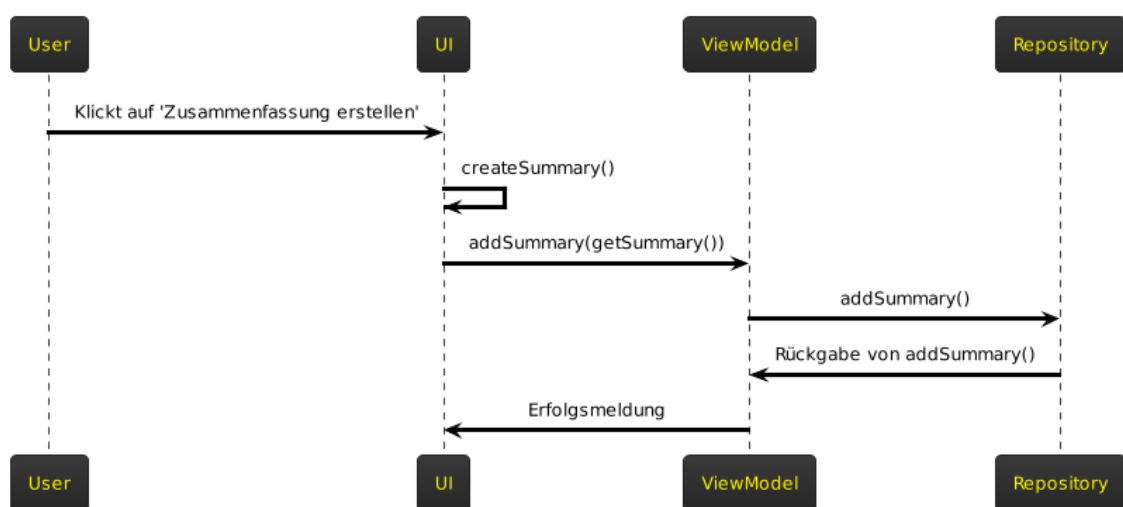 User
UI
ViewModel
Repository
Klickt auf 'Zusammenfassung erstellen'
createSummary()
addSummary(getSummary())
addSummary()
Rückgabe von addSummary()
Erfolgsmeldung
User
UI
ViewModel
Repository